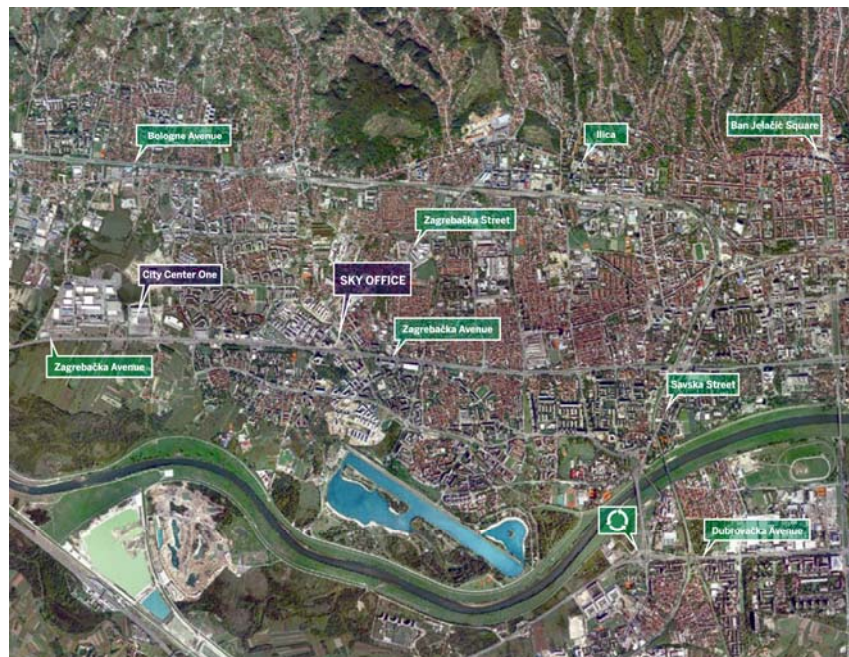 Ban Jelačić Square
Bologne Avenue
Ilica
Zagrebačka Street
City Center One
SKY OFFICE
Zagrebačka Avenue
Zagrebačka Avenue
Savska Street
Dubrovačka Avenue